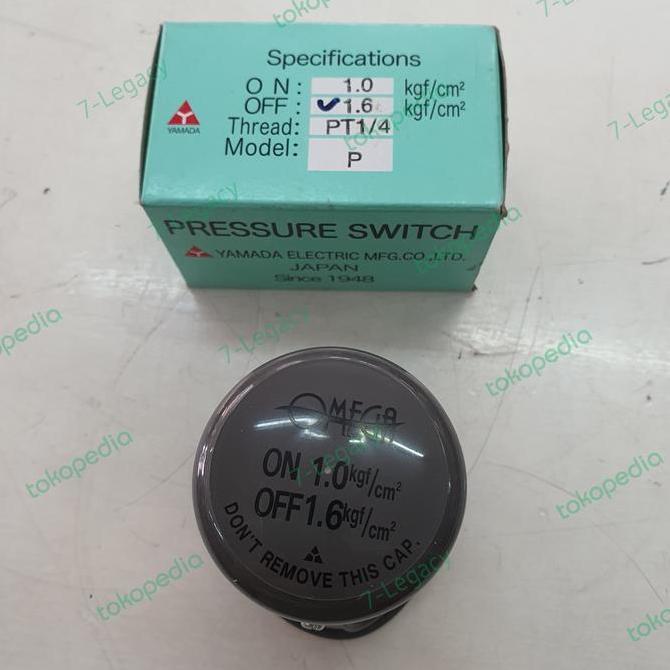 Specifications
ON: 1.0 kgf/cm²
OFF: ✔1.6 kgf/cm²
Thread: PT1/4
Model: P
YAMADA
PRESSURE SWITCH
YAMADA ELECTRIC MFG.CO.,LTD.
JAPAN
Since 1948
OMEGA
ON 1.0kgf/cm²
OFF1.6kgf/cm²
DON'T REMOVE THIS CAP.
7-Legacy
tokopedia